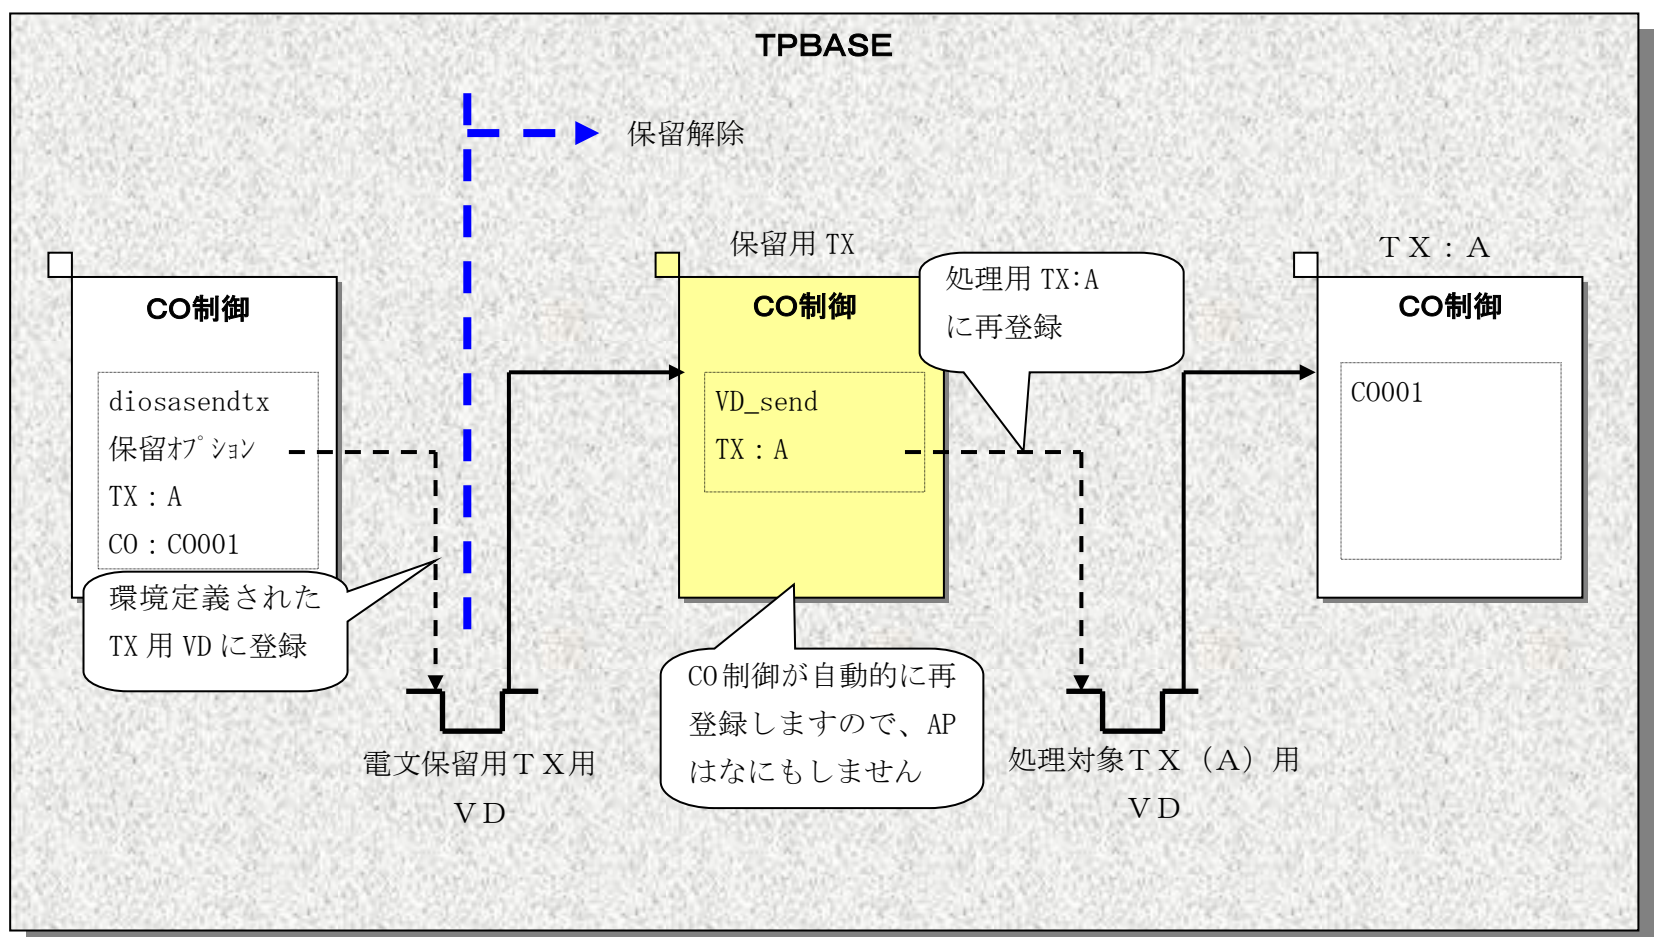 TPBASE
保留解除
保留用 TX
ＴＸ：Ａ
CO制御
diosasendtx
保留ｵﾌﾟｼｮﾝ
TX：A
CO：CO001
環境定義された
TX 用 VD に登録
電文保留用ＴＸ用
ＶＤ
CO制御
VD_send
TX：A
処理用 TX:A
に再登録
CO 制御が自動的に再
登録しますので、AP
はなにもしません
処理対象ＴＸ（Ａ）用
ＶＤ
CO制御
CO001